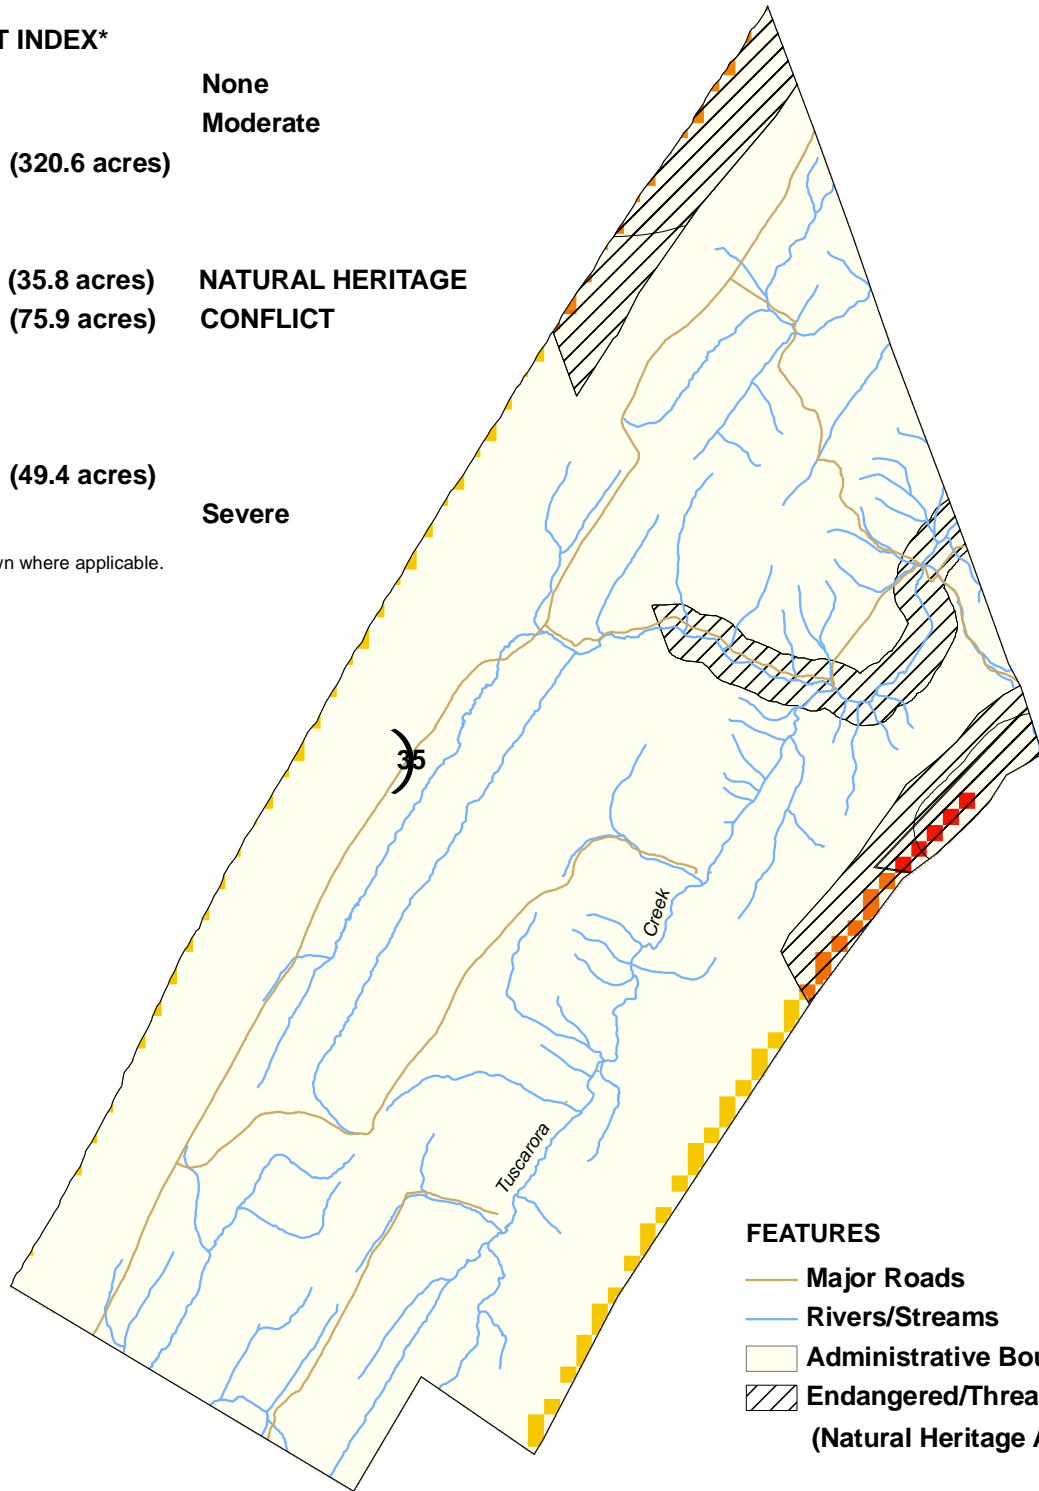 T INDEX*
None
Moderate
(320.6 acres)
(35.8 acres) NATURAL HERITAGE
(75.9 acres) CONFLICT
(49.4 acres)
Severe
wn where applicable.
35
Creek
Tuscarora
FEATURES
Major Roads
Rivers/Streams
Administrative Bou
Endangered/Threa
(Natural Heritage A